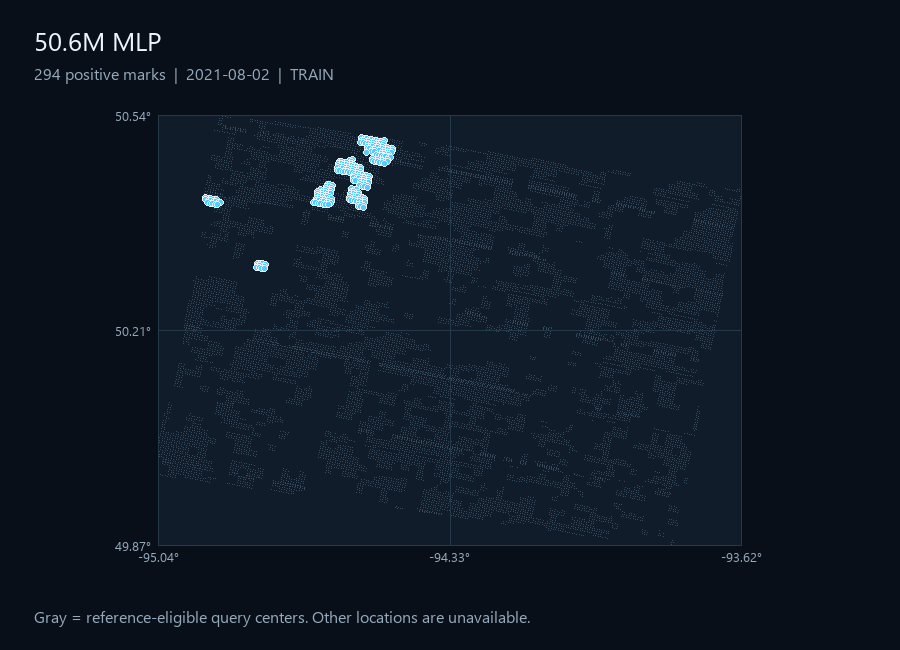 50.6M MLP
294 positive marks | 2021-08-02 | TRAIN
50.54°
50.21°
49.87°
-95.04° -94.33° -93.62°
Gray = reference-eligible query centers. Other locations are unavailable.